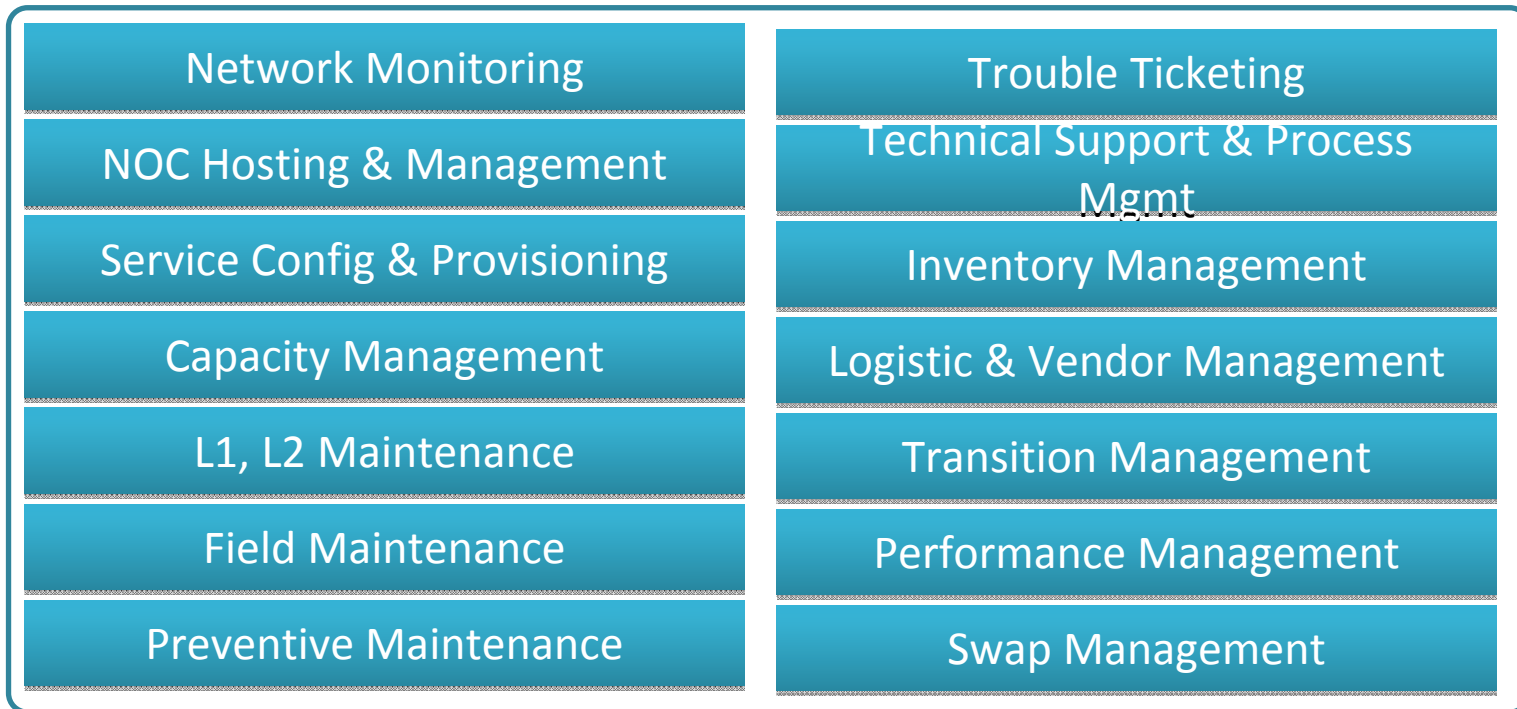 Network Monitoring
NOC Hosting & Management
Service Config & Provisioning
Capacity Management
L1, L2 Maintenance
Field Maintenance
Preventive Maintenance
Trouble Ticketing
Technical Support & Process
Mgmt
Inventory Management
Logistic & Vendor Management
Transition Management
Performance Management
Swap Management